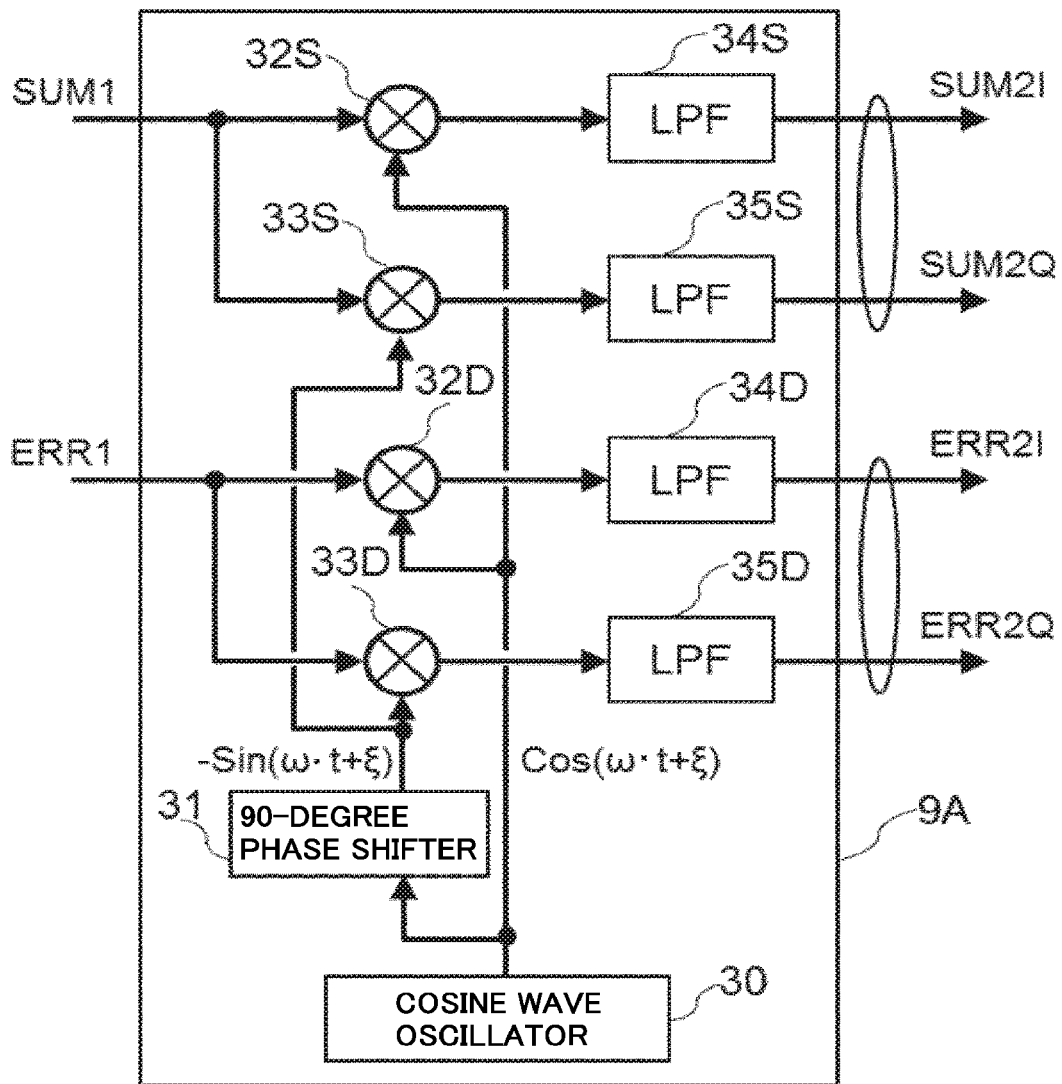 34S
32S
SUM1
LPF
SUM2I
33S
35S
LPF
SUM2Q
32D
34D
ERR1
LPF
ERR2I
33D
35D
LPF
ERR2Q
-Sin(ω· t+ξ)
Cos(ω· t+ξ)
31
90-DEGREE
PHASE SHIFTER
9A
30
COSINE WAVE
OSCILLATOR